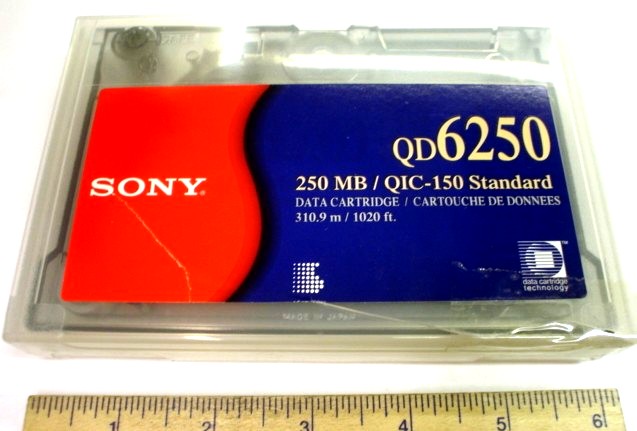 SONY
QD6250
250 MB / QIC-150 Standard
DATA CARTRIDGE / CARTOUCHE DE DONNEES
310.9 m / 1020 ft.
TM
data cartridge
technology
MADE IN JAPAN
1 2 3 4 5 6